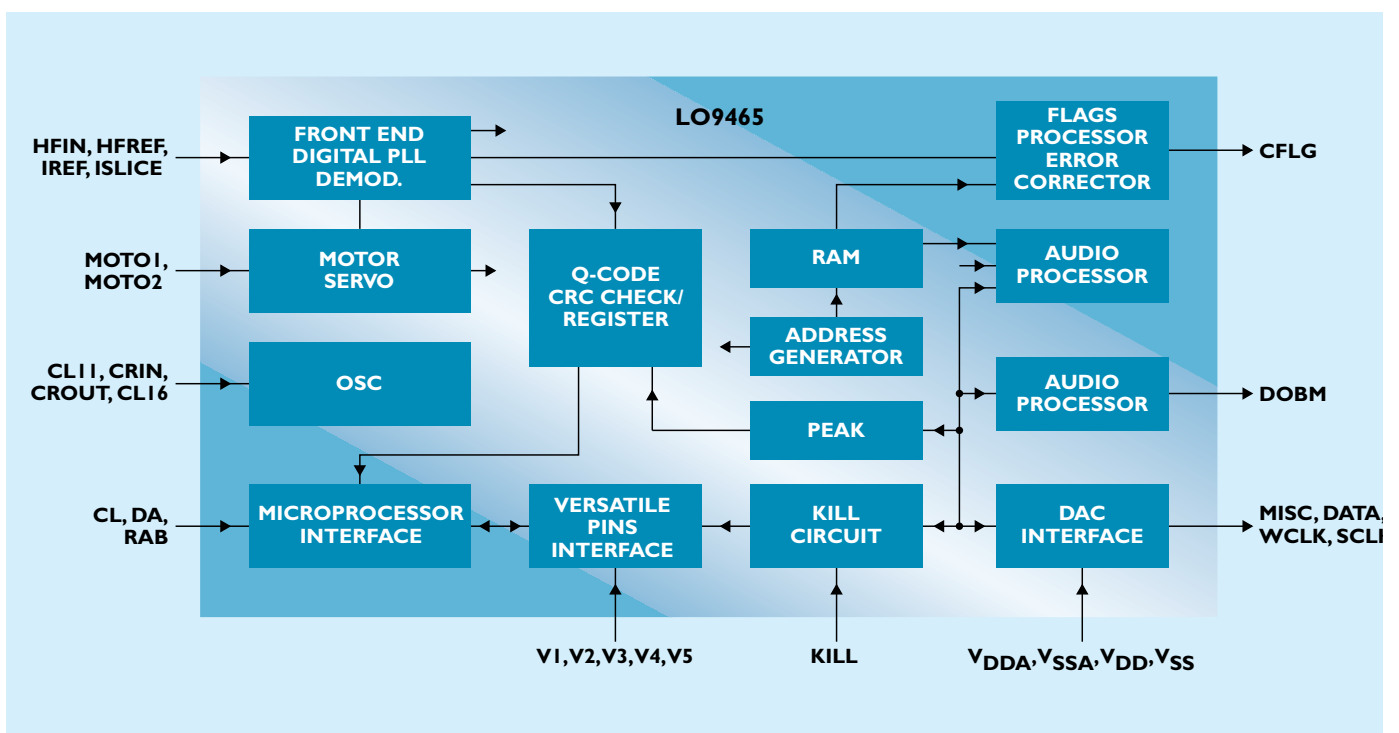 LO9465
HFIN, HFREF,
IREF, ISLICE
FRONT END
DIGITAL PLL
DEMOD.
FLAGS
PROCESSOR
ERROR
CORRECTOR
CFLG
MOTO1,
MOTO2
MOTOR
SERVO
Q-CODE
CRC CHECK/
REGISTER
RAM
AUDIO
PROCESSOR
ADDRESS
GENERATOR
CL11, CRIN,
CROUT, CL16
OSC
AUDIO
PROCESSOR
DOBM
PEAK
CL, DA,
RAB
MICROPROCESSOR
INTERFACE
VERSATILE
PINS
INTERFACE
KILL
CIRCUIT
DAC
INTERFACE
MISC, DATA,
WCLK,
V1, V2, V3, V4, V5
KILL
VDDA, VSSA, VDD, VSS